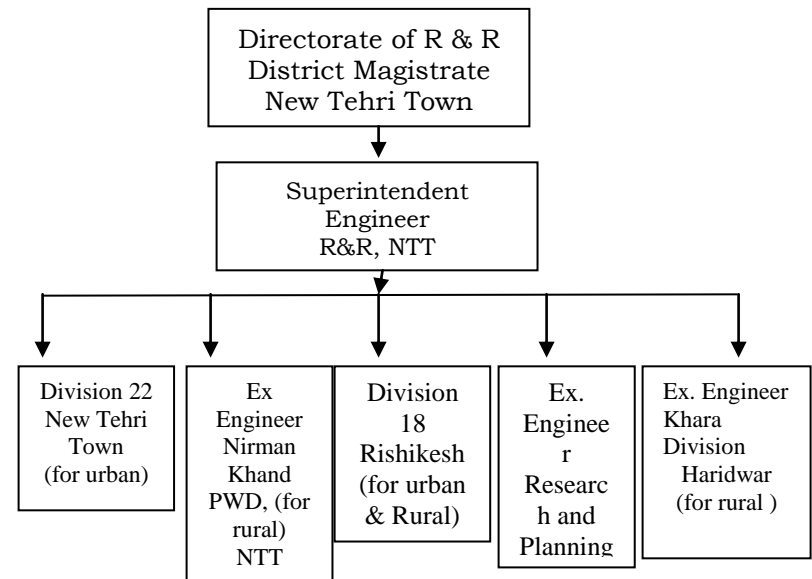 Directorate of R & R
District Magistrate
New Tehri Town
Superintendent
Engineer
R&R, NTT
Division 22
New Tehri
Town
(for urban)
Ex
Engineer
Nirman
Khand
PWD, (for
rural)
NTT
Division
18
Rishikesh
(for urban
& Rural)
Ex.
Enginee
r
Researc
h and
Planning
Ex. Engineer
Khara
Division
Haridwar
(for rural )